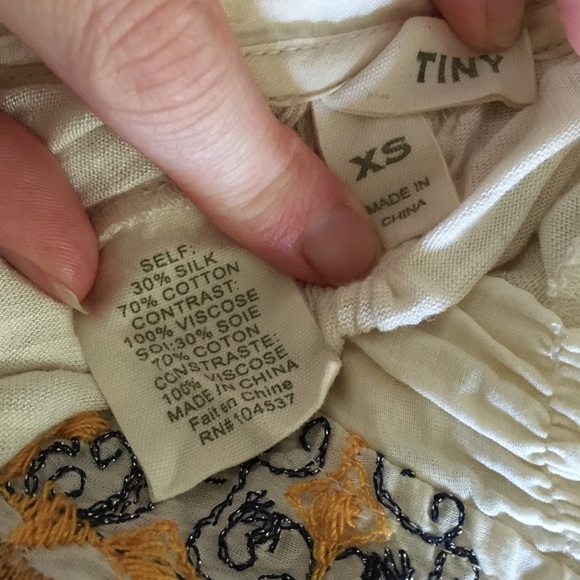 TINY
XS
MADE IN
CHINA
SELF:
30% SILK
70% COTTON
CONTRAST:
100% VISCOSE
SOI:30% SOIE
70% COTON
CONSTRASTE:
100% VISCOSE
MADE IN CHINA
Fait en Chine
RN#104537